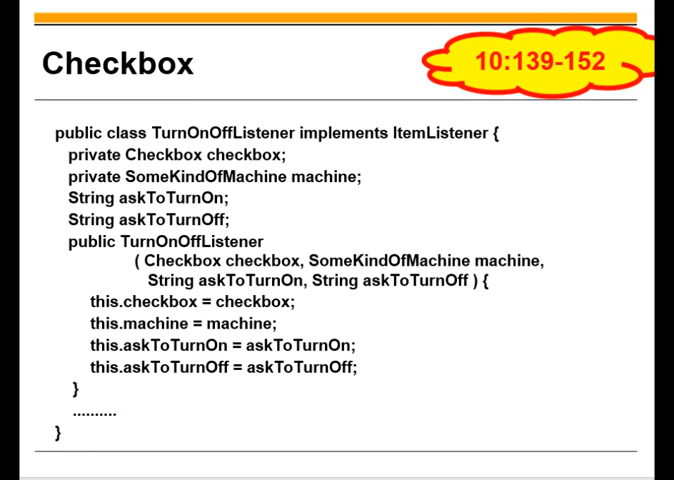 Checkbox
10:139-152
public class TurnOnOffListener implements ItemListener {
private Checkbox checkbox;
private SomeKindOfMachine machine;
String askToTurnOn;
String askToTurnOff;
public TurnOnOffListener
( Checkbox checkbox, SomeKindOfMachine machine,
String askToTurnOn, String askToTurnOff ) {
this.checkbox = checkbox;
this.machine = machine;
this.askToTurnOn = askToTurnOn;
this.askToTurnOff = askToTurnOff;
}
..........
}